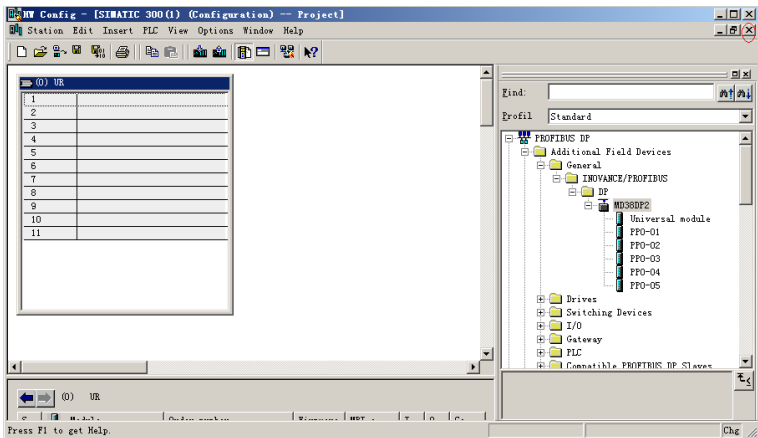 HW Config - [SIMATIC 300(1) (Configuration) -- Project]
Station Edit Insert PLC View Options Window Help
(0) UR
1
2
3
4
5
6
7
8
9
10
11
Find:
Profil Standard
PROFIBUS DP
Additional Field Devices
General
INOVANCE/PROFIBUS
DP
MD38DP2
Universal module
PPO-01
PPO-02
PPO-03
PPO-04
PPO-05
Drives
Switching Devices
I/O
Gateway
PLC
Compatible PROFIBUS DP Slaves
(0) UR
Press F1 to get Help.
Chg